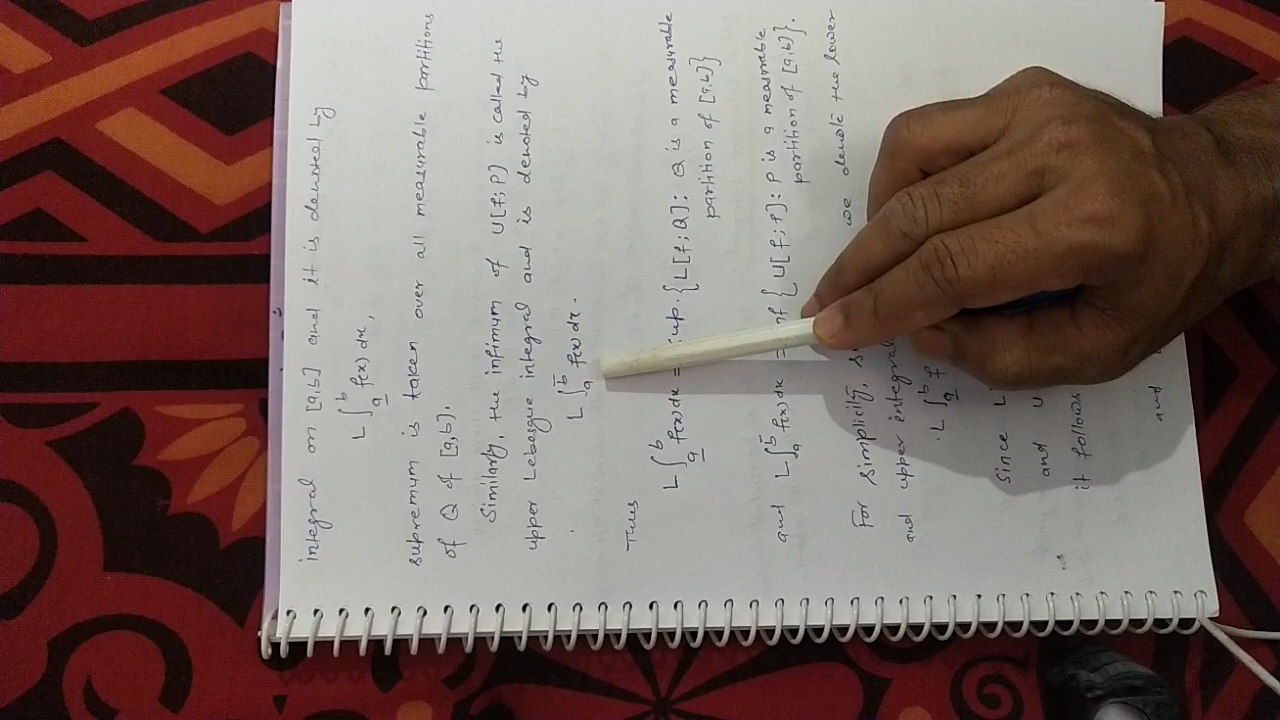 integral on [a,b] and it is denoted by
L∫_a^b f(x) dx,
supremum is taken over all measurable partitions
of Q of [a,b].
Similarly, the infimum of U[f;P] is called the
upper Lebesgue integral and is denoted by
L∫_a^b̅ f(x) dx.
Thus
L∫_a̲^b f(x) dx = sup. {L[f;Q]: Q is a measurable
partition of [a,b]}
and L∫_a^b̅ f(x) dx = {U[f;P]: P is a measurable
partition of [a,b]}.
For simplicity, we denote the lower
and upper
L∫_a̲^b f
Since L
and U
it follows
and